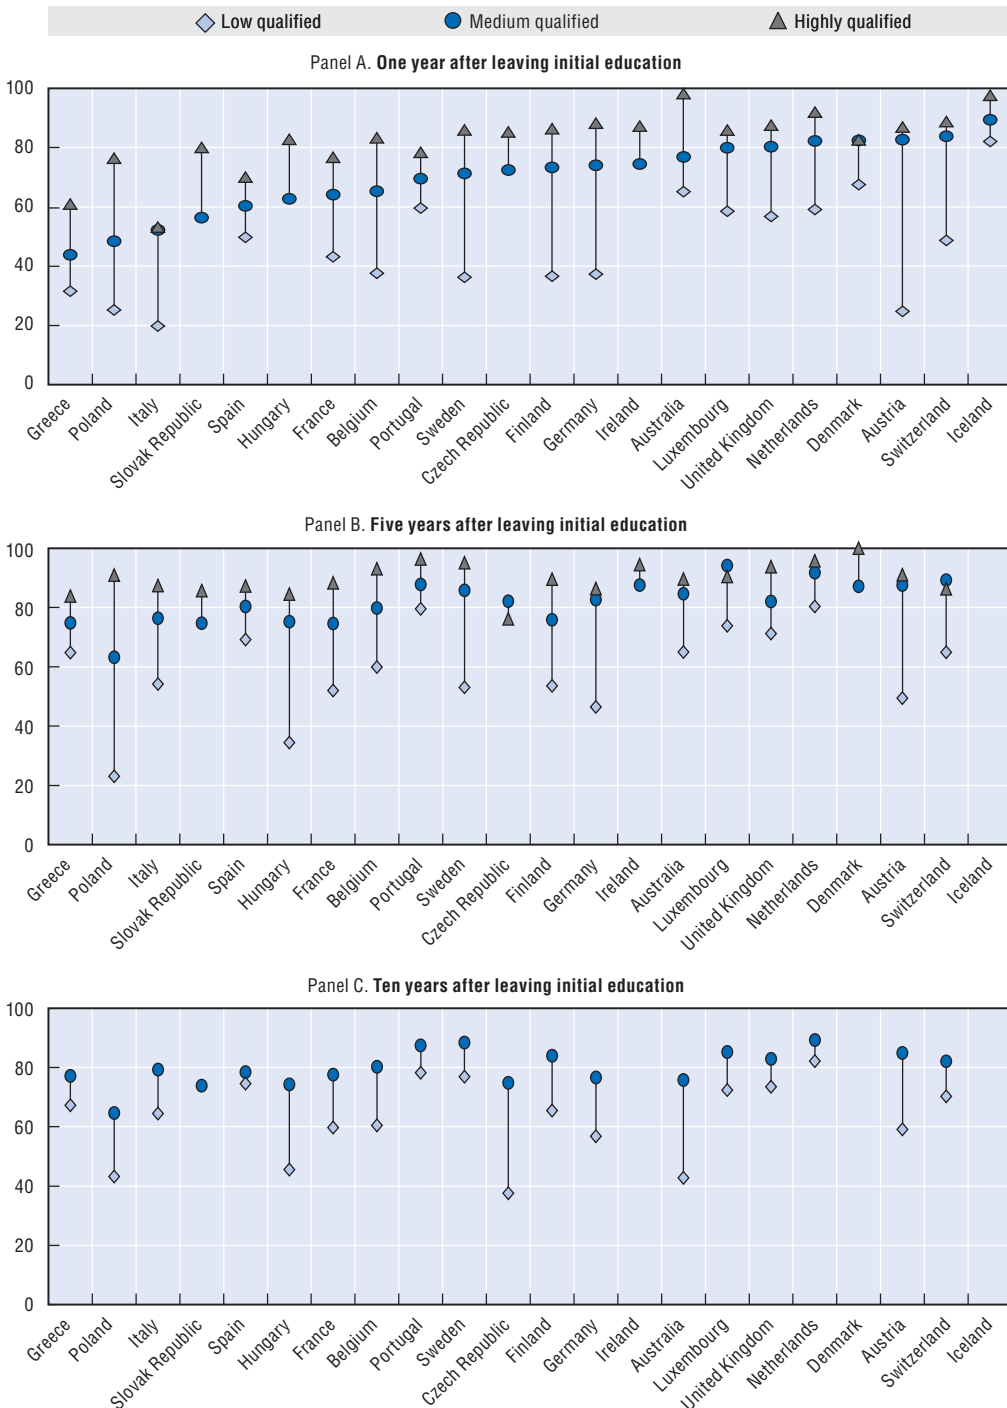 Low qualified Medium qualified Highly qualified
Panel A. One year after leaving initial education
100
80
60
40
20
0
Greece
Poland
Italy
Slovak Republic
Spain
Hungary
France
Belgium
Portugal
Sweden
Czech Republic
Finland
Germany
Ireland
Australia
Luxembourg
United Kingdom
Netherlands
Denmark
Austria
Switzerland
Iceland
Panel B. Five years after leaving initial education
100
80
60
40
20
0
Greece
Poland
Italy
Slovak Republic
Spain
Hungary
France
Belgium
Portugal
Sweden
Czech Republic
Finland
Germany
Ireland
Australia
Luxembourg
United Kingdom
Netherlands
Denmark
Austria
Switzerland
Iceland
Panel C. Ten years after leaving initial education
100
80
60
40
20
0
Greece
Poland
Italy
Slovak Republic
Spain
Hungary
France
Belgium
Portugal
Sweden
Czech Republic
Finland
Germany
Ireland
Australia
Luxembourg
United Kingdom
Netherlands
Denmark
Austria
Switzerland
Iceland